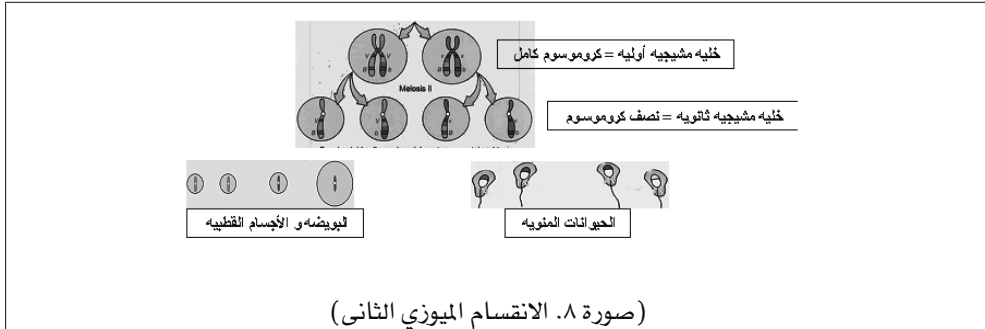 خليه مشيجيه أوليه = كروموسوم كامل
Meiosis II
خليه مشيجيه ثانويه = نصف كروموسوم
البويضه و الأجسام القطبيه
الحيوانات المنويه
(صورة ٨. الانقسام الميوزي الثاني)